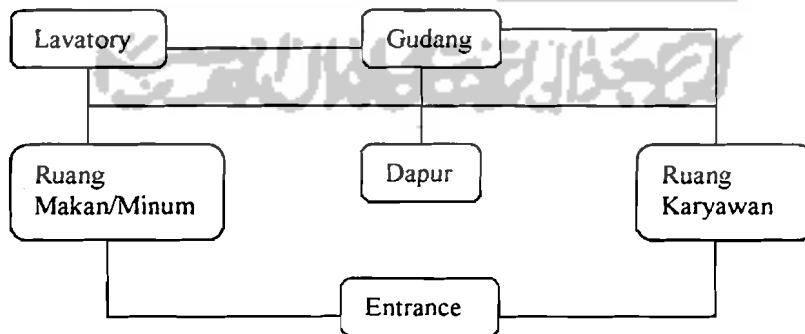 Lavatory
Gudang
Ruang
Makan/Minum
Dapur
Ruang
Karyawan
Entrance